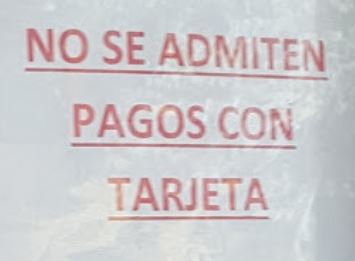 NO SE ADMITEN
PAGOS CON
TARJETA